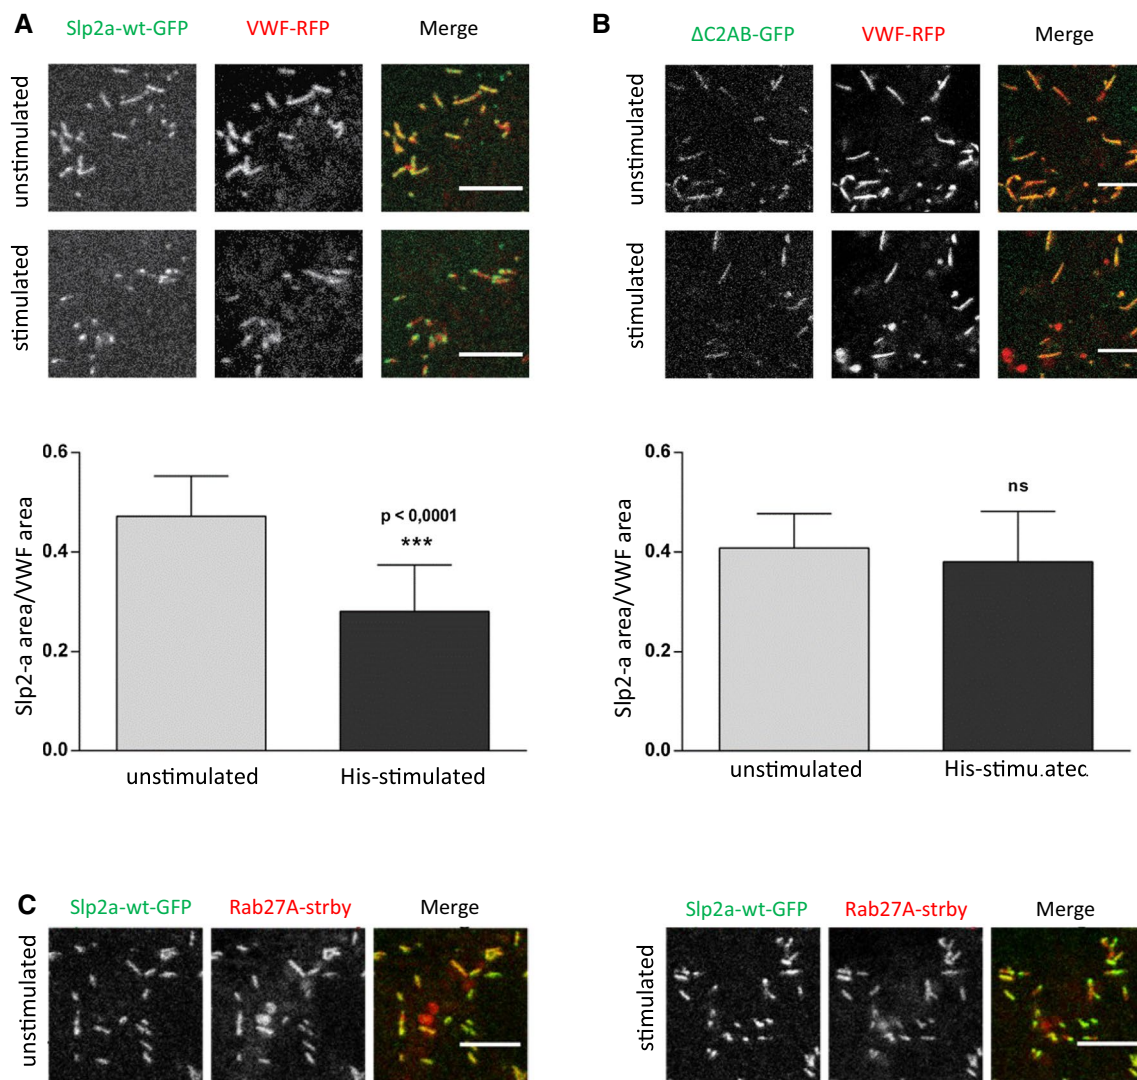 A
Slp2a-wt-GFP VWF-RFP Merge
unstimulated
stimulated
Slp2-a area/VWF area
0.6
0.4
0.2
0.0
p < 0,0001
***
unstimulated His-stimulated
B
ΔC2AB-GFP VWF-RFP Merge
unstimulated
stimulated
Slp2-a area/VWF area
0.6
0.4
0.2
0.0
ns
unstimulated His-stimu.atec.
C
Slp2a-wt-GFP Rab27A-strby Merge
unstimulated
Slp2a-wt-GFP Rab27A-strby Merge
stimulated